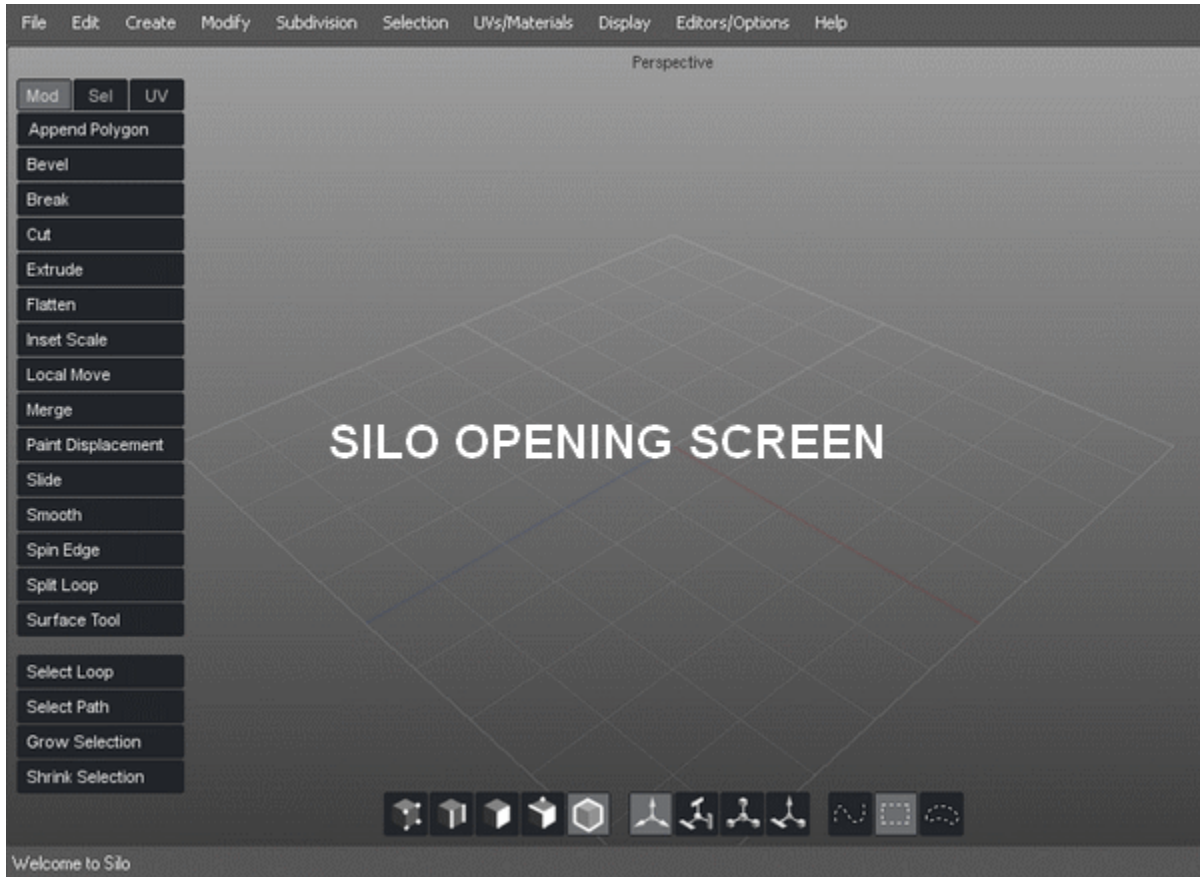 File Edit Create Modify Subdivision Selection UVs/Materials Display Editors/Options Help
Perspective
Mod Sel UV
Append Polygon
Bevel
Break
Cut
Extrude
Flatten
Inset Scale
Local Move
Merge
Paint Displacement
SILO OPENING SCREEN
Slide
Smooth
Spin Edge
Split Loop
Surface Tool
Select Loop
Select Path
Grow Selection
Shrink Selection
Welcome to Silo